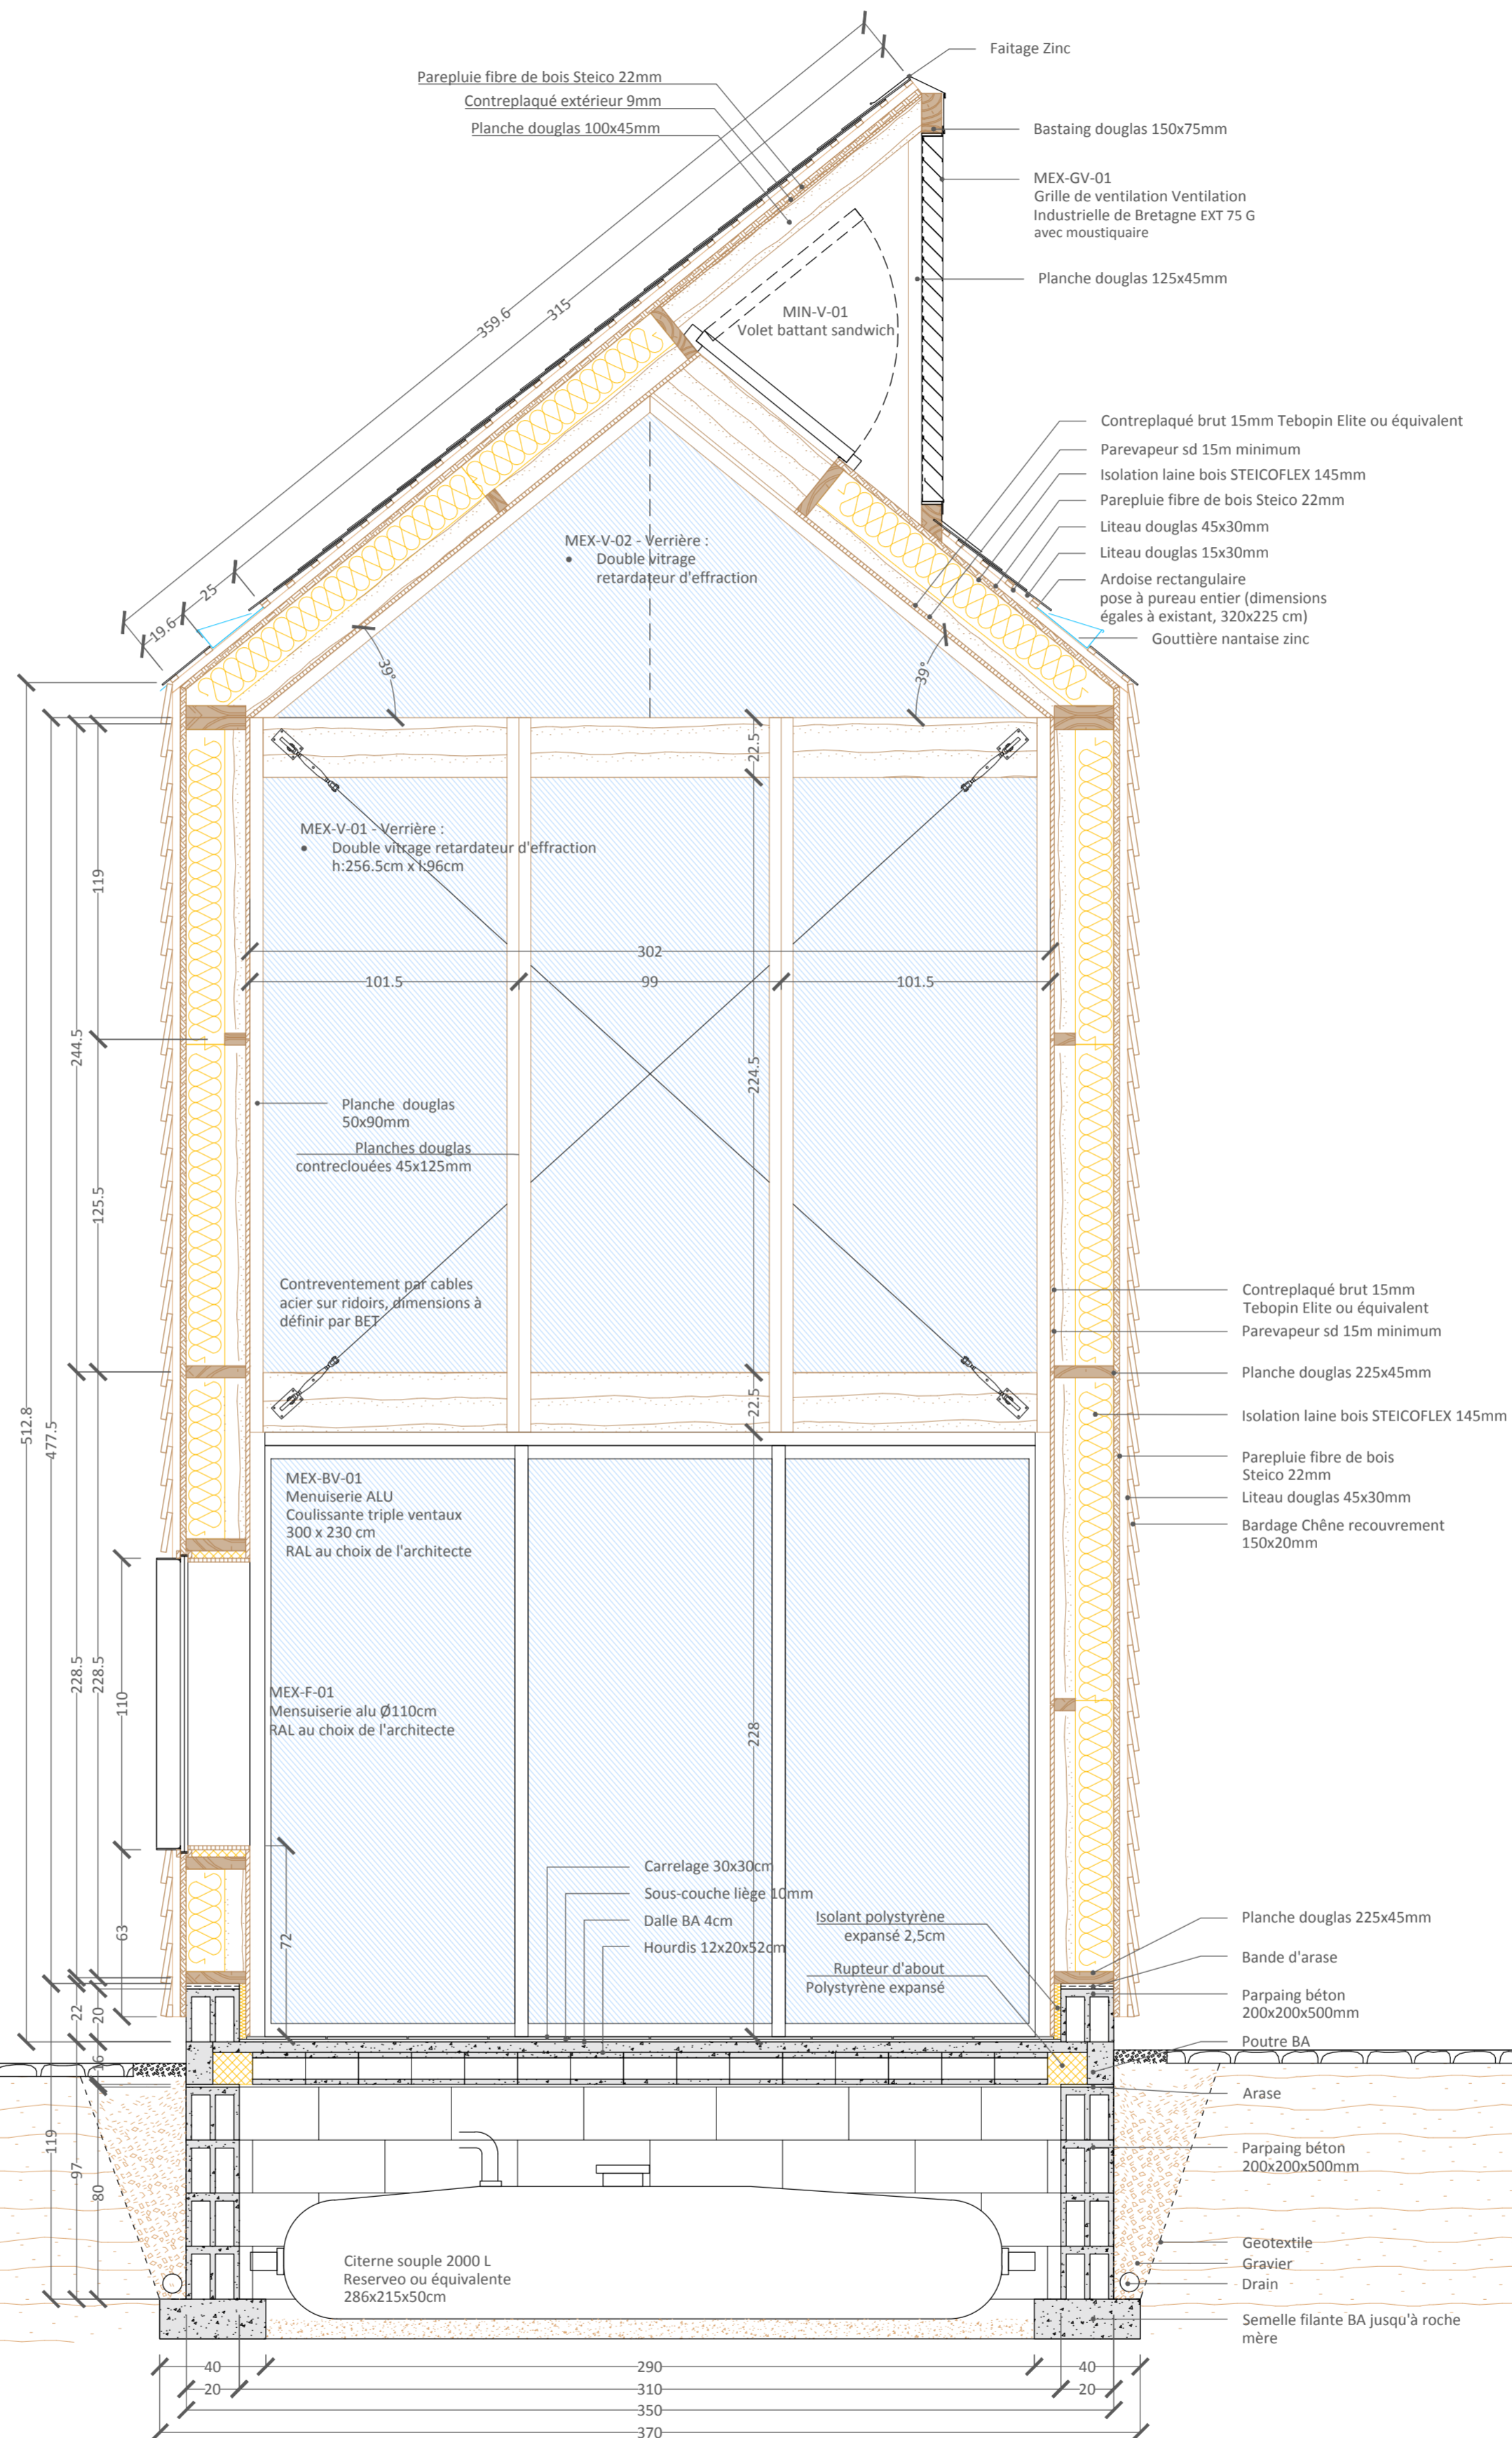 Faitage Zinc
Parepluie fibre de bois Steico 22mm
Contreplaqué extérieur 9mm
Planche douglas 100x45mm
Bastaing douglas 150x75mm
MEX-GV-01
Grille de ventilation Ventilation
Industrielle de Bretagne EXT 75 G
avec moustiquaire
Planche douglas 125x45mm
359.6
315
MIN-V-01
Volet battant sandwich
Contreplaqué brut 15mm Tebopin Elite ou équivalent
Parevapeur sd 15m minimum
Isolation laine bois STEICOFLEX 145mm
Parepluie fibre de bois Steico 22mm
Liteau douglas 45x30mm
Liteau douglas 15x30mm
Ardoise rectangulaire
pose à pureau entier (dimensions
égales à existant, 320x225 cm)
Gouttière nantaise zinc
MEX-V-02 - Verrière :
• Double vitrage
retardateur d'effraction
25
19.6
39°
39°
22.5
MEX-V-01 - Verrière :
• Double vitrage retardateur d'effraction
h:256.5cm x l:96cm
119
302
101.5
99
101.5
244.5
224.5
Planche douglas
50x90mm
Planches douglas
contreclouées 45x125mm
125.5
Contreventement par cables
acier sur ridoirs, dimensions à
définir par BET
Contreplaqué brut 15mm
Tebopin Elite ou équivalent
Parevapeur sd 15m minimum
Planche douglas 225x45mm
22.5
Isolation laine bois STEICOFLEX 145mm
512.8
477.5
Parepluie fibre de bois
Steico 22mm
Liteau douglas 45x30mm
Bardage Chêne recouvrement
150x20mm
MEX-BV-01
Menuiserie ALU
Coulissante triple ventaux
300 x 230 cm
RAL au choix de l'architecte
228.5
228.5
110
MEX-F-01
Mensuiserie alu Ø110cm
RAL au choix de l'architecte
228
Carrelage 30x30cm
Sous-couche liège 10mm
Dalle BA 4cm
Hourdis 12x20x52cm
Isolant polystyrène
expansé 2,5cm
Rupteur d'about
Polystyrène expansé
63
72
Planche douglas 225x45mm
Bande d'arase
Parpaing béton
200x200x500mm
Poutre BA
22
20
16
Arase
119
97
80
Parpaing béton
200x200x500mm
Geotextile
Gravier
Drain
Semelle filante BA jusqu'à roche
mère
Citerne souple 2000 L
Reserveo ou équivalente
286x215x50cm
40
290
40
20
310
20
350
370